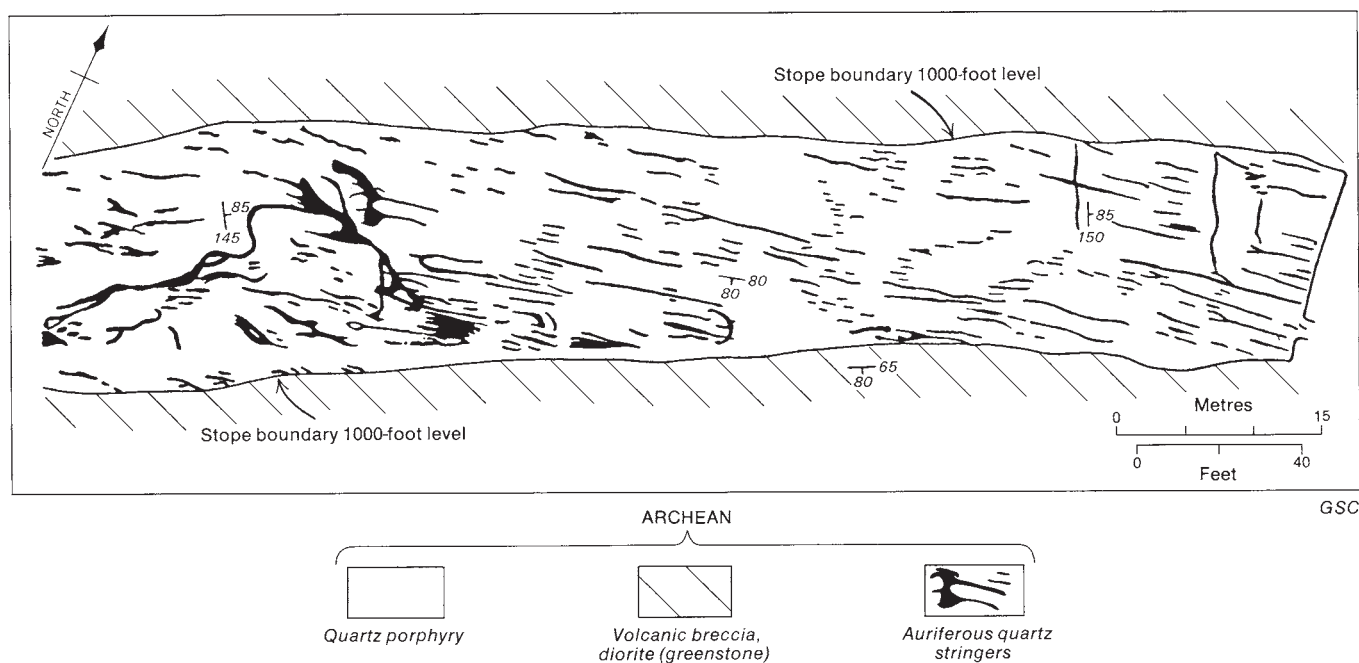 NORTH
Stope boundary 1000-foot level
85
145
85
150
80
80
65
80
Stope boundary 1000-foot level
Metres
0 15
0 40
Feet
GSC
ARCHEAN
Quartz porphyry
Volcanic breccia,
diorite (greenstone)
Auriferous quartz
stringers